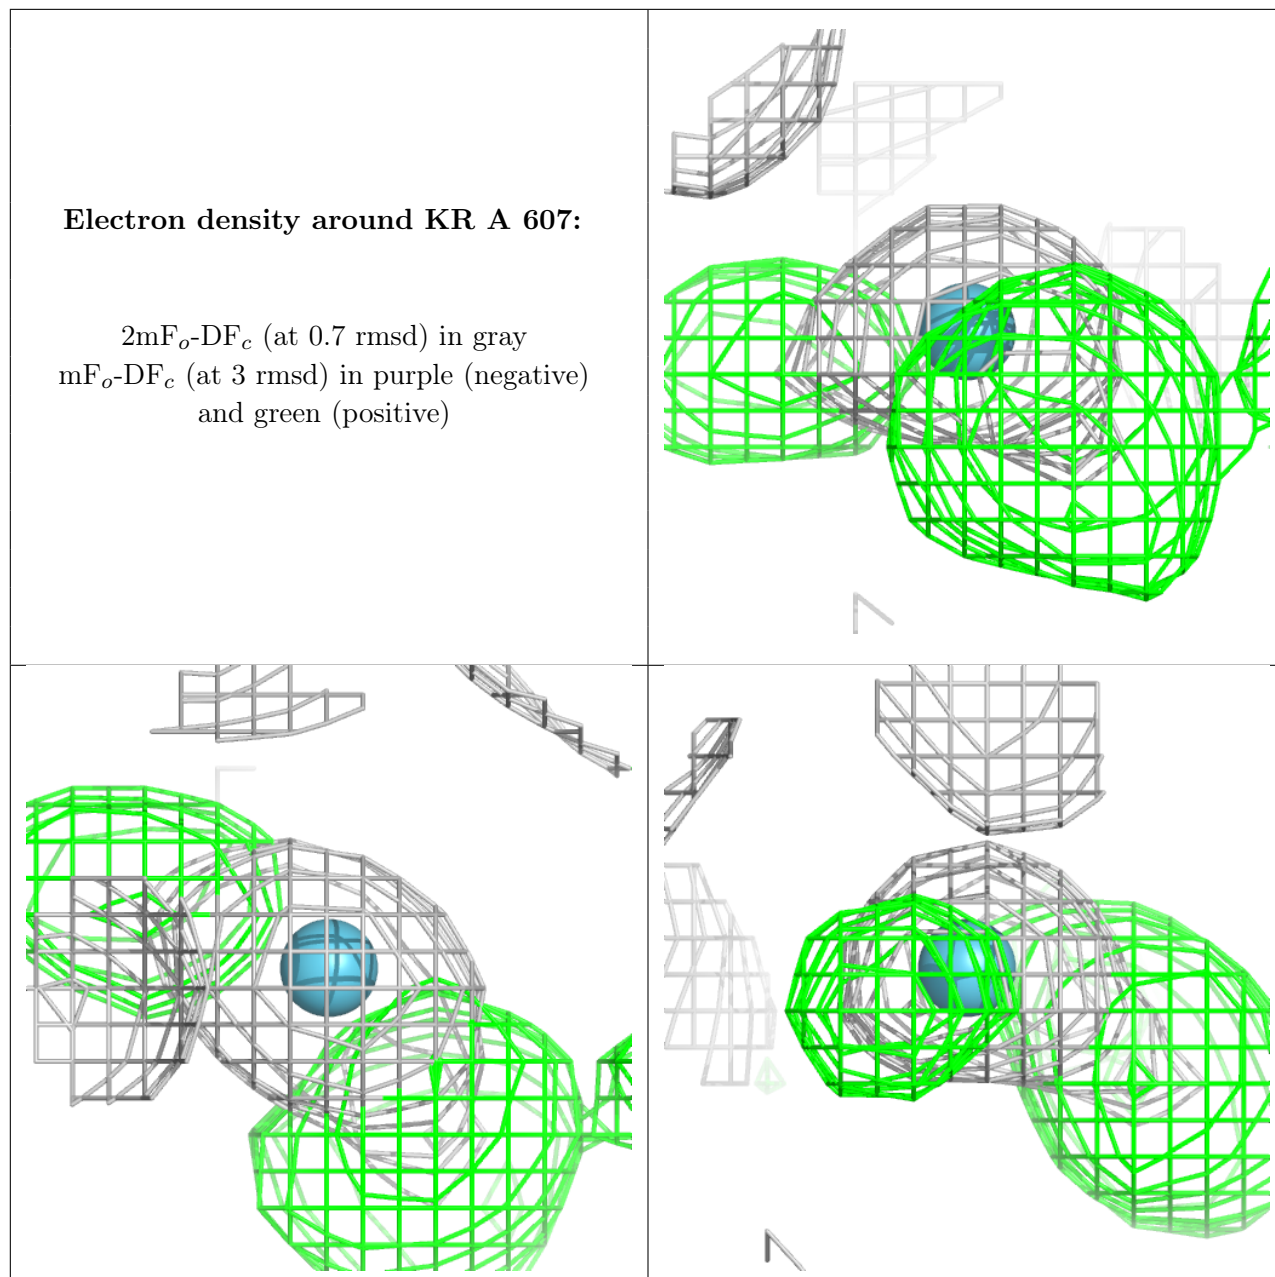 Electron density around KR A 607:
2mFo-DFc (at 0.7 rmsd) in gray
mFo-DFc (at 3 rmsd) in purple (negative)
and green (positive)